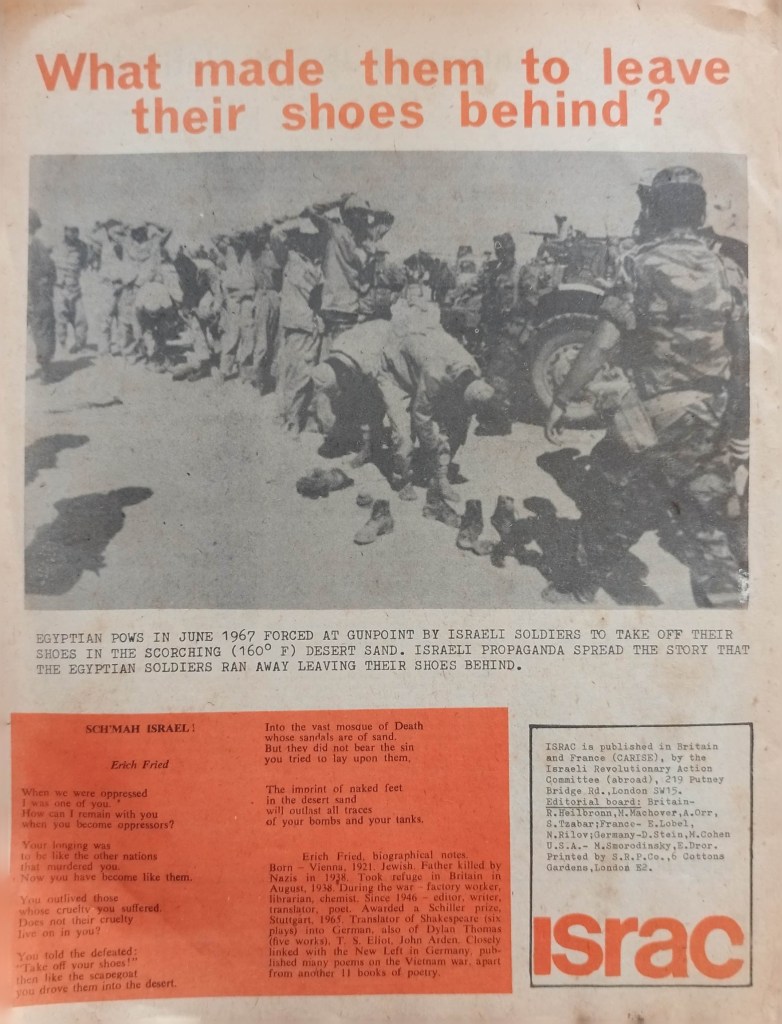 What made them to leave
their shoes behind ?
EGYPTIAN POWS IN JUNE 1967 FORCED AT GUNPOINT BY ISRAELI SOLDIERS TO TAKE OFF THEIR
SHOES IN THE SCORCHING (160° F) DESERT SAND. ISRAELI PROPAGANDA SPREAD THE STORY THAT
THE EGYPTIAN SOLDIERS RAN AWAY LEAVING THEIR SHOES BEHIND.
SCH'MAH ISRAEL!
Erich Fried
When we were oppressed
I was one of you.
How can I remain with you
when you become oppressors?
Your longing was
to be like the other nations
that murdered you.
Now you have become like them.
You outlived those
whose cruelty you suffered.
Does not their cruelty
live on in you?
You told the defeated:
"Take off your shoes!"
then like the scapegoat
you drove them into the desert.
Into the vast mosque of Death
whose sandals are of sand.
But they did not bear the sin
you tried to lay upon them.
The imprint of naked feet
in the desert sand
will outlast all traces
of your bombs and your tanks.
Erich Fried, biographical notes.
Born – Vienna, 1921. Jewish. Father killed by
Nazis in 1938. Took refuge in Britain in
August, 1938. During the war - factory worker,
librarian, chemist. Since 1946 – editor, writer,
translator, poet. Awarded a Schiller prize,
Stuttgart, 1965. Translator of Shakespeare (six
plays) into German, also of Dylan Thomas
(five works), T. S. Eliot, John Arden. Closely
linked with the New Left in Germany, pub-
lished many poems on the Vietnam war, apart
from another 11 books of poetry.
ISRAC is published in Britain
and France (CARISE), by the
Israeli Revolutionary Action
Committee (abroad), 219 Putney
Bridge Rd.,London SW15.
Editorial board: Britain-
R.Heilbronn,M.Machover,A.Orr,
S.Tzabar;France- E.Lobel,
N.Rilov;Germany-D.Stein,M.Cohen
U.S.A.- M.Smorodinsky,E.Dror.
Printed by S.R.P.Co.,6 Cottons
Gardens,London E2.
ISrac